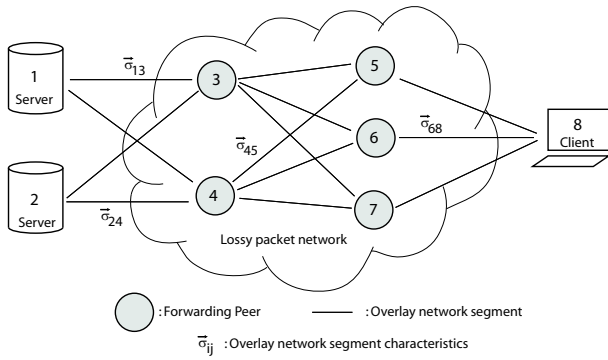 1
Server
σ13
3
5
6
σ68
8
Client
σ45
2
Server
σ24
4
7
Lossy packet network
: Forwarding Peer
: Overlay network segment
σij : Overlay network segment characteristics